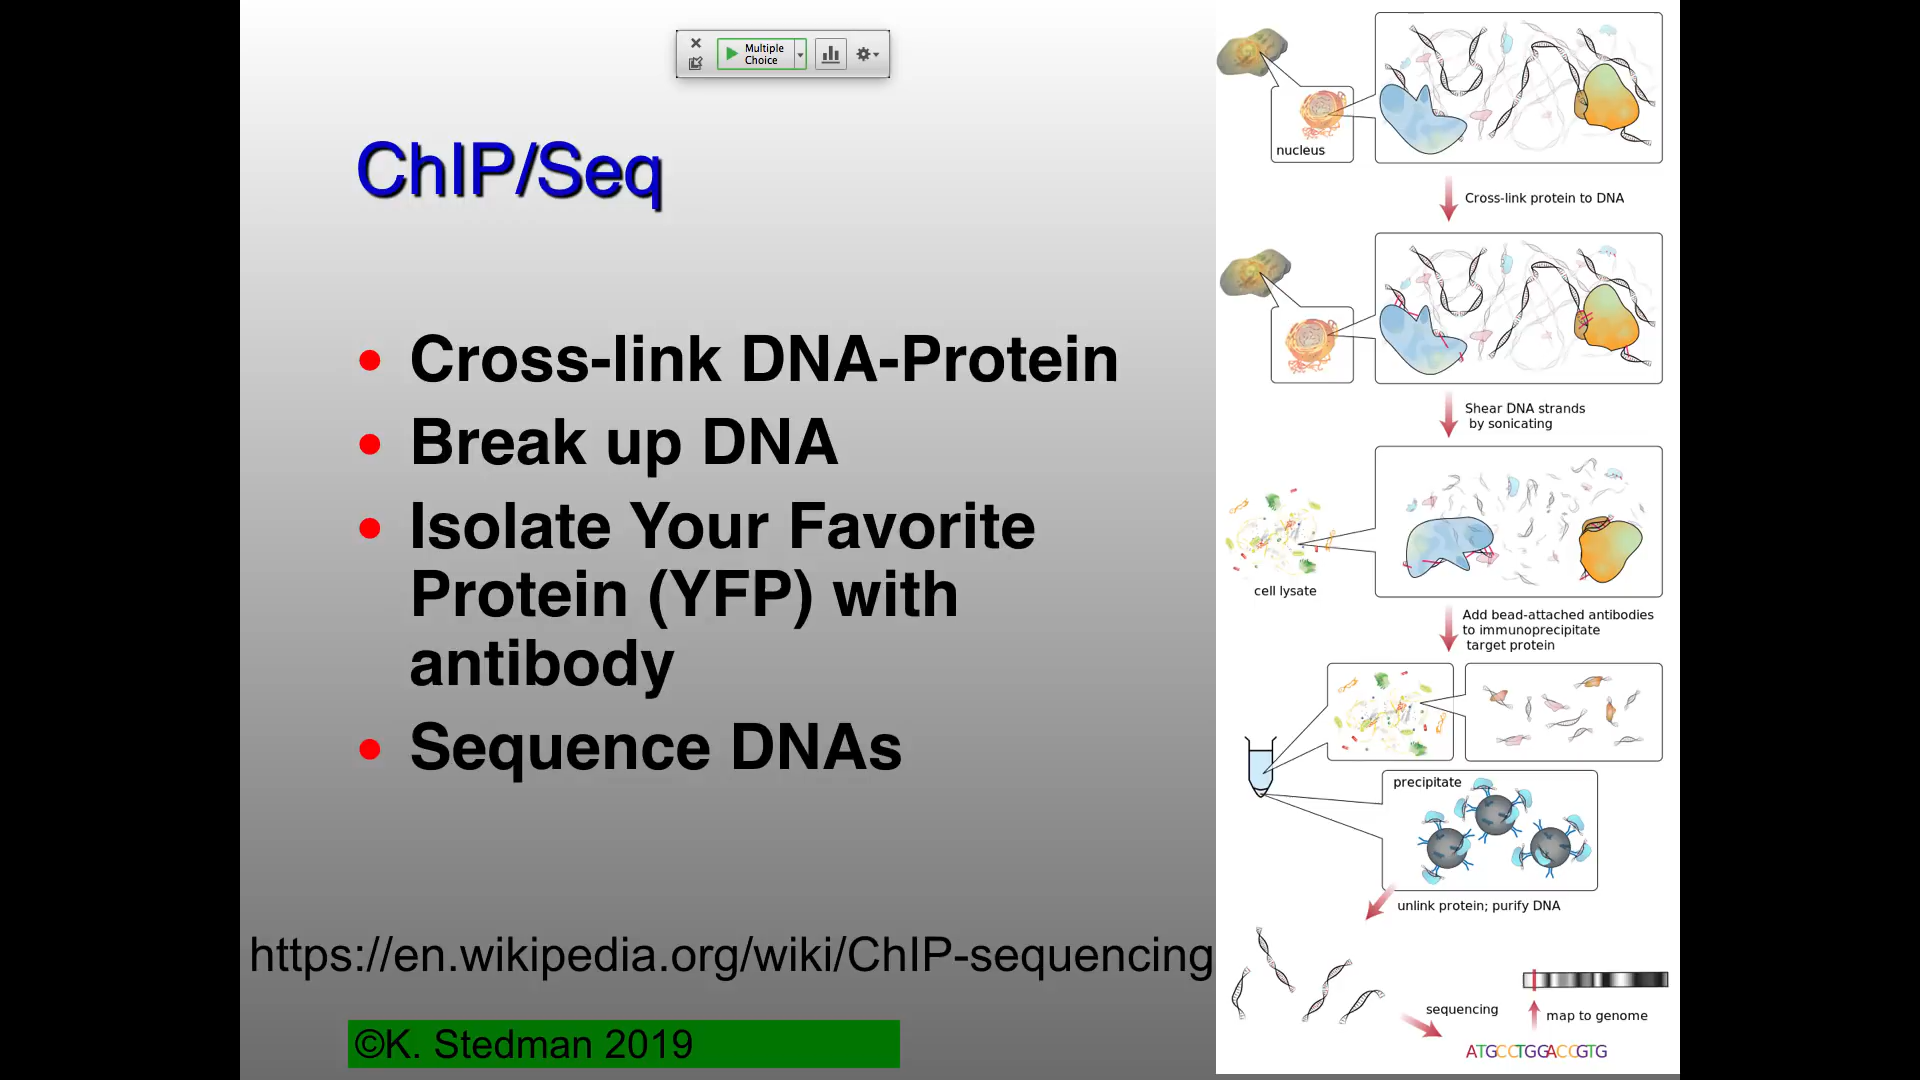 Multiple
Choice
ChIP/Seq
Cross-link DNA-Protein
Break up DNA
Isolate Your Favorite
Protein (YFP) with
antibody
Sequence DNAs
https://en.wikipedia.org/wiki/ChIP-sequencing
©K. Stedman 2019
nucleus
Cross-link protein to DNA
Shear DNA strands
by sonicating
cell lysate
Add bead-attached antibodies
to immunoprecipitate
target protein
precipitate
unlink protein; purify DNA
sequencing
map to genome
ATGCCTGGACCGTG